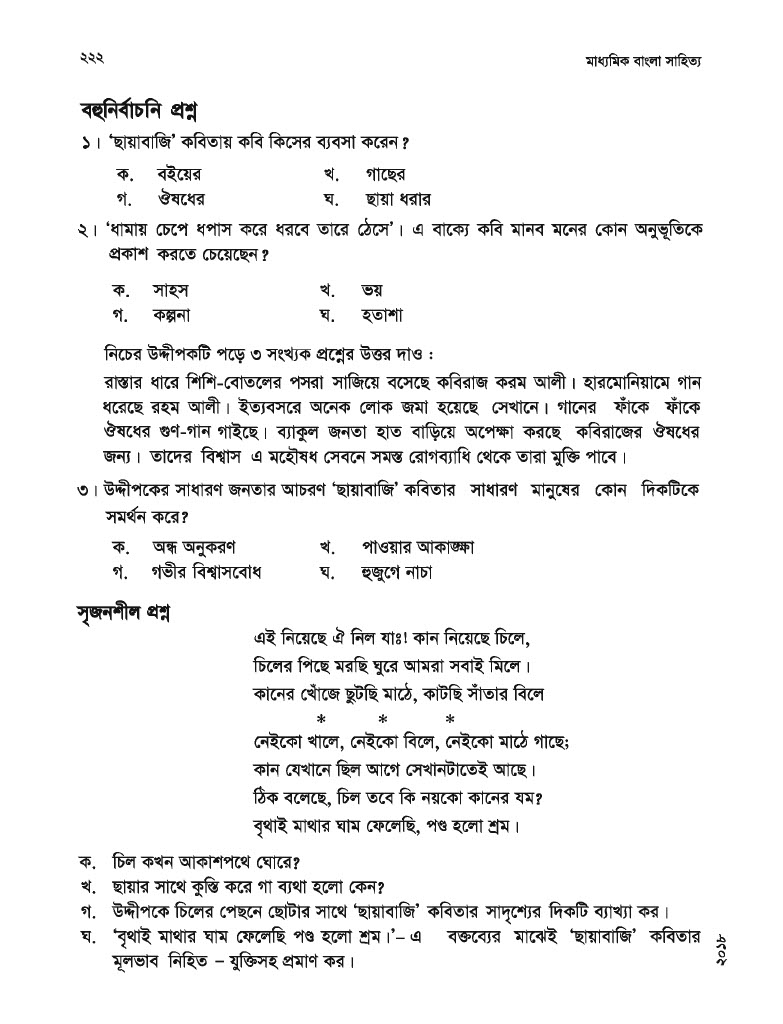 ২২২ মাধ্যমিক বাংলা সাহিত্য
বহুনির্বাচনি প্রশ্ন
১। ‘ছায়াবাজি’ কবিতায় কবি কিসের ব্যবসা করেন?
ক. বইয়ের খ. গাছের
গ. ঔষধের ঘ. ছায়া ধরার
২। ‘ধামায় চেপে ধপাস করে ধরবে তারে ঠেসে’। এ বাক্যে কবি মানব মনের কোন অনুভূতিকে
প্রকাশ করতে চেয়েছেন?
ক. সাহস খ. ভয়
গ. কল্পনা ঘ. হতাশা
নিচের উদ্দীপকটি পড়ে ৩ সংখ্যক প্রশ্নের উত্তর দাও :
রাস্তার ধারে শিশি-বোতলের পসরা সাজিয়ে বসেছে কবিরাজ করম আলী। হারমোনিয়ামে গান
ধরেছে রহম আলী। ইত্যবসরে অনেক লোক জমা হয়েছে সেখানে। গানের ফাঁকে ফাঁকে
ঔষধের গুণ-গান গাইছে। ব্যাকুল জনতা হাত বাড়িয়ে অপেক্ষা করছে কবিরাজের ঔষধের
জন্য। তাদের বিশ্বাস এ মহৌষধ সেবনে সমস্ত রোগব্যাধি থেকে তারা মুক্তি পাবে।
৩। উদ্দীপকের সাধারণ জনতার আচরণ ‘ছায়াবাজি’ কবিতার সাধারণ মানুষের কোন দিকটিকে
সমর্থন করে?
ক. অন্ধ অনুকরণ খ. পাওয়ার আকাঙ্ক্ষা
গ. গভীর বিশ্বাসবোধ ঘ. হুজুগে নাচা
সৃজনশীল প্রশ্ন
এই নিয়েছে ঐ নিল যাঃ! কান নিয়েছে চিলে,
চিলের পিছে মরছি ঘুরে আমরা সবাই মিলে।
কানের খোঁজে ছুটছি মাঠে, কাটছি সাঁতার বিলে
* * *
নেইকো খালে, নেইকো বিলে, নেইকো মাঠে গাছে;
কান যেখানে ছিল আগে সেখানটাতেই আছে।
ঠিক বলেছে, চিল তবে কি নয়কো কানের যম?
বৃথাই মাথার ঘাম ফেলেছি, পণ্ড হলো শ্রম।
ক. চিল কখন আকাশপথে ঘোরে?
খ. ছায়ার সাথে কুস্তি করে গা ব্যথা হলো কেন?
গ. উদ্দীপকে চিলের পেছনে ছোটার সাথে ‘ছায়াবাজি’ কবিতার সাদৃশ্যের দিকটি ব্যাখ্যা কর।
ঘ. ‘বৃথাই মাথার ঘাম ফেলেছি পণ্ড হলো শ্রম।’– এ বক্তব্যের মাঝেই ‘ছায়াবাজি’ কবিতার
মূলভাব নিহিত – যুক্তিসহ প্রমাণ কর।
২০১৮